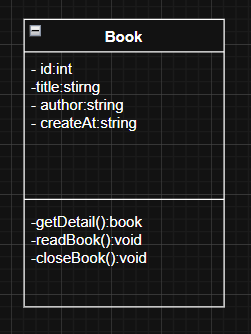 Book
- id:int
-title:stirng
- author:string
- createAt:string
-getDetail():book
-readBook():void
-closeBook():void